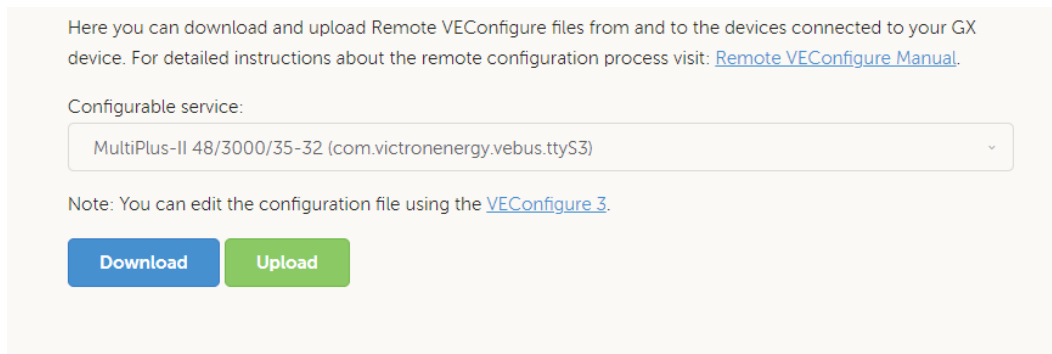 Here you can download and upload Remote VEConfigure files from and to the devices connected to your GX
device. For detailed instructions about the remote configuration process visit: Remote VEConfigure Manual.
Configurable service:
MultiPlus-II 48/3000/35-32 (com.victronenergy.vebus.ttyS3)
Note: You can edit the configuration file using the VEConfigure 3.
Download Upload